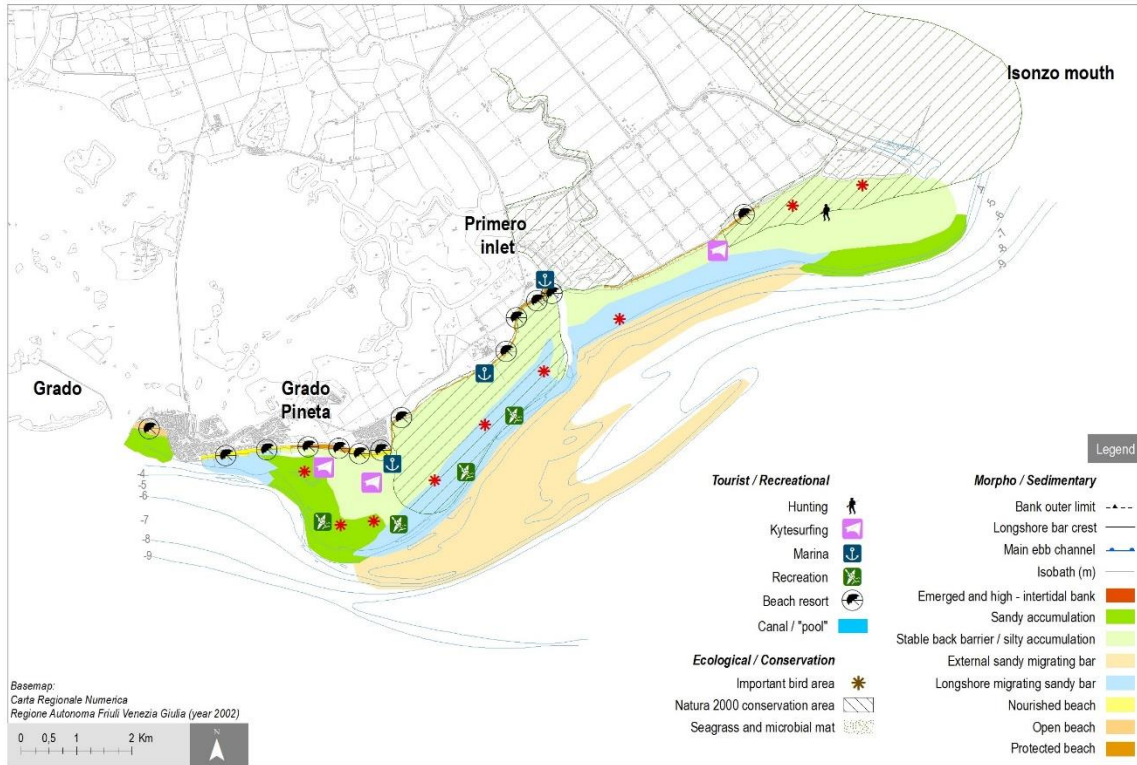 Isonzo mouth
Primero
inlet
Grado
Grado
Pineta
-4
-5
-6
-7
-8
-9
-4
-5
-6
-7
-8
-9
Legend
Tourist / Recreational
Hunting
Kytesurfing
Marina
Recreation
Beach resort
Canal / "pool"
Ecological / Conservation
Important bird area
Natura 2000 conservation area
Seagrass and microbial mat
Morpho / Sedimentary
Bank outer limit
Longshore bar crest
Main ebb channel
Isobath (m)
Emerged and high - intertidal bank
Sandy accumulation
Stable back barrier / silty accumulation
External sandy migrating bar
Longshore migrating sandy bar
Nourished beach
Open beach
Protected beach
Basemap:
Carta Regionale Numerica
Regione Autonoma Friuli Venezia Giulia (year 2002)
0 0,5 1 2 Km
N